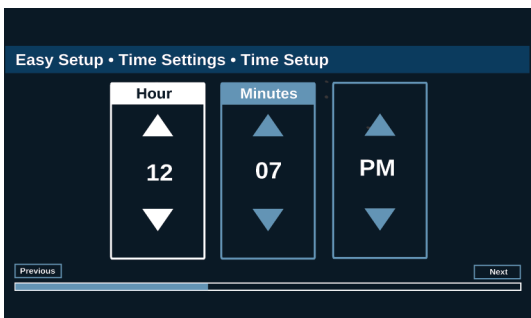 Easy Setup • Time Settings • Time Setup
Hour Minutes
12 07 PM
Previous Next